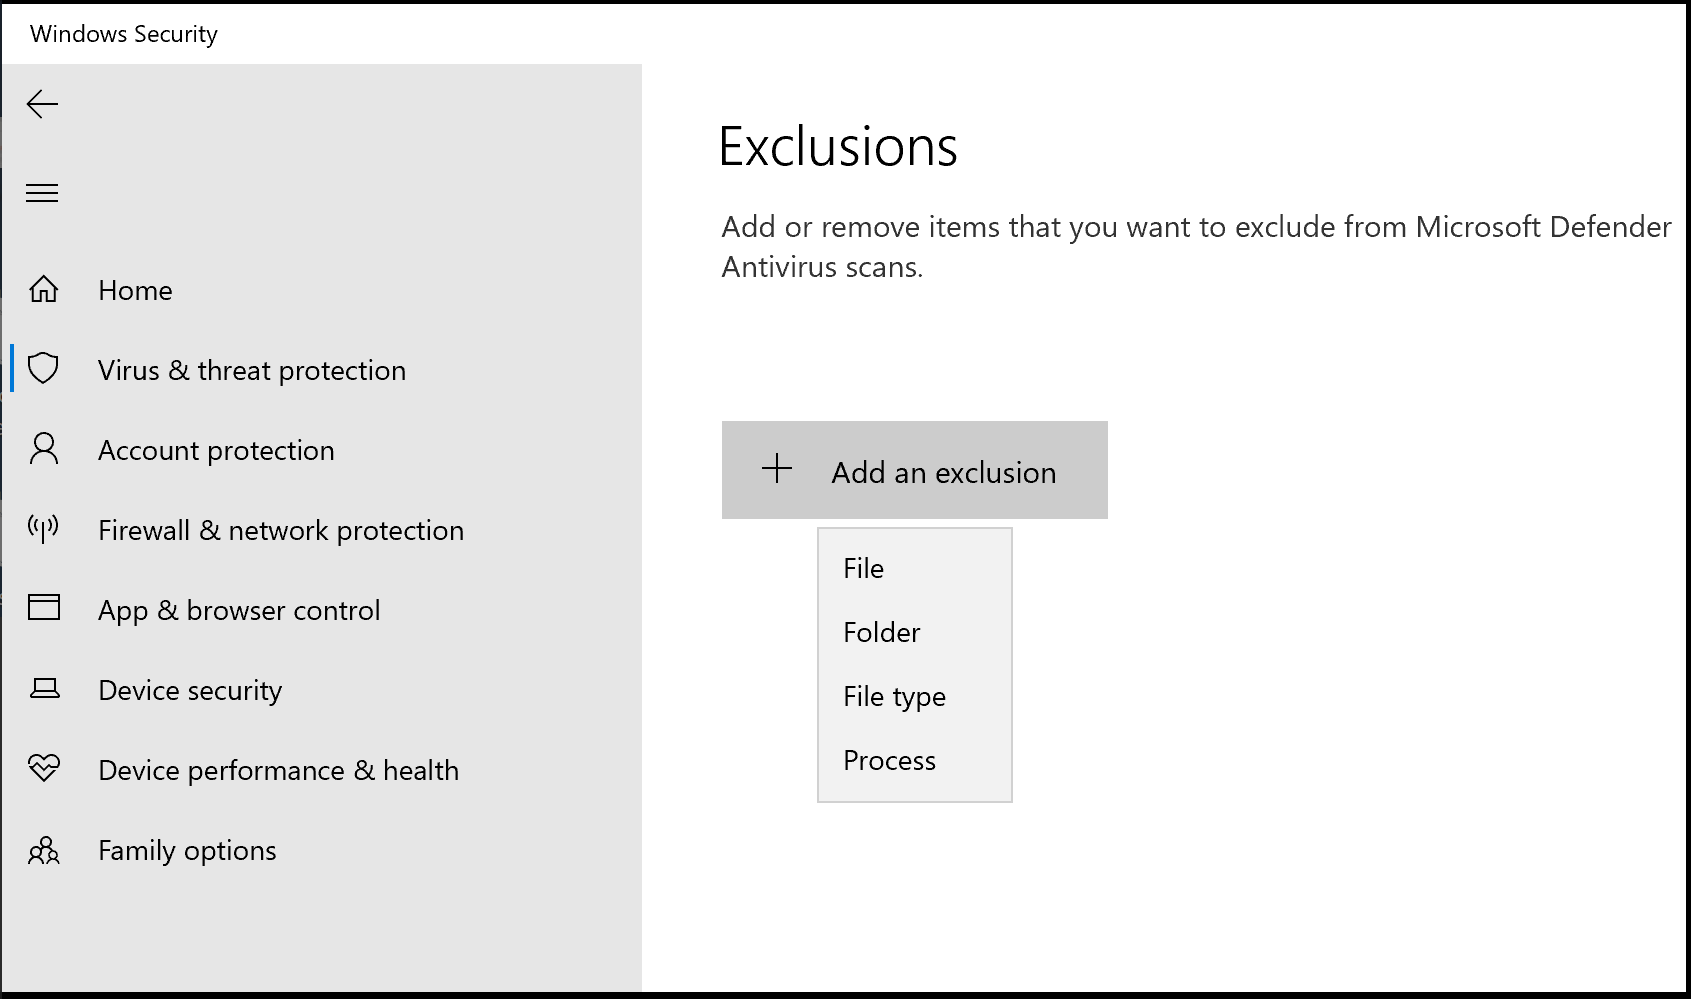 Windows Security
Home
Virus & threat protection
Account protection
Firewall & network protection
App & browser control
Device security
Device performance & health
Family options
Exclusions
Add or remove items that you want to exclude from Microsoft Defender
Antivirus scans.
Add an exclusion
File
Folder
File type
Process